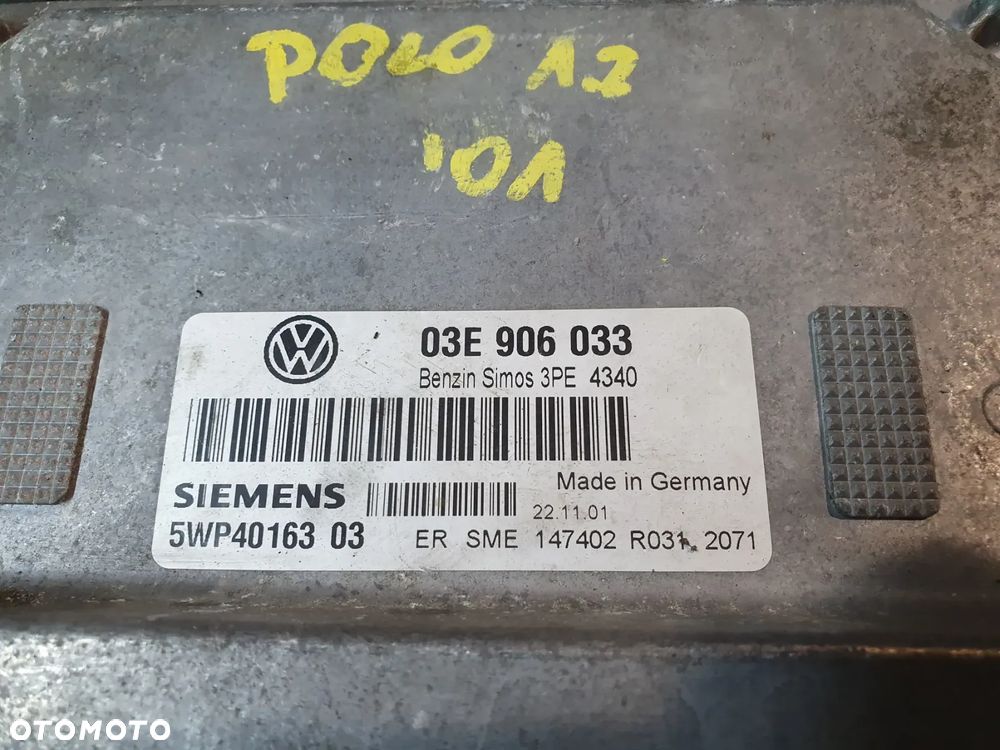 POLO 1.2
'01
03E 906 033
Benzin Simos 3PE 4340
SIEMENS
Made in Germany
22.11.01
5WP40163 03 ER SME 147402 R031 2071
OTOMOTO